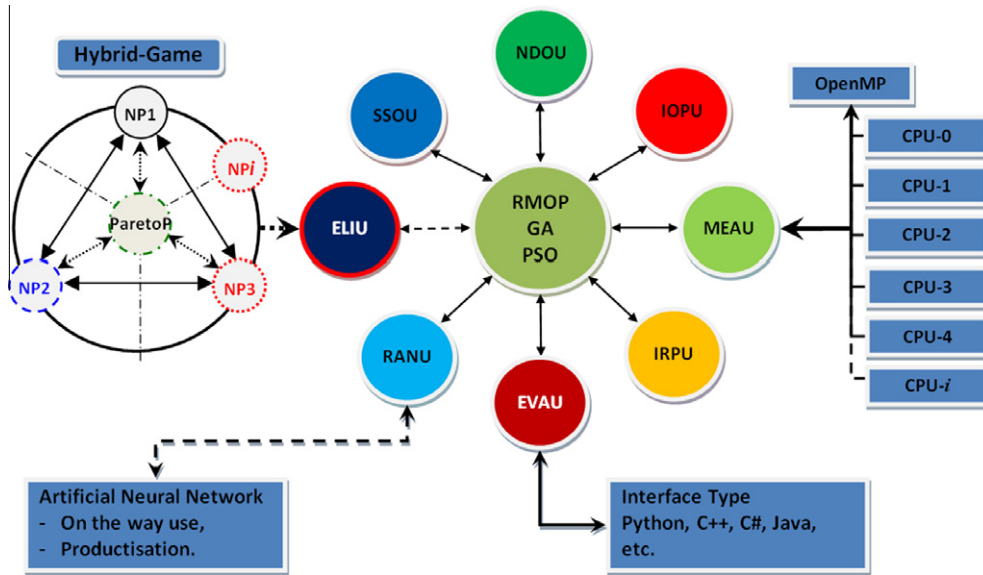 Hybrid-Game
NP1
NPi
ParetoP
NP2
NP3
NDOU
SSOU
IOPU
ELIU
RMOP
GA
PSO
MEAU
RANU
IRPU
EVAU
OpenMP
CPU-0
CPU-1
CPU-2
CPU-3
CPU-4
CPU-i
Artificial Neural Network
- On the way use,
- Productisation.
Interface Type
Python, C++, C#, Java,
etc.